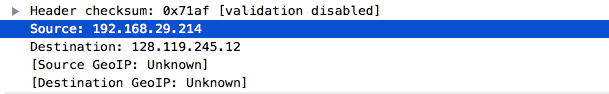 Header checksum: 0x71af [validation disabled]
Source: 192.168.29.214
Destination: 128.119.245.12
[Source GeoIP: Unknown]
[Destination GeoIP: Unknown]